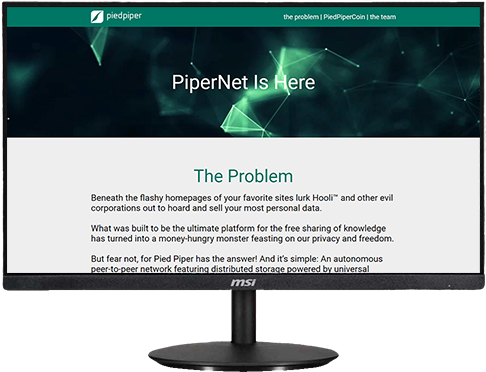 piedpiper
the problem | PiedPiperCoin | the team
PiperNet Is Here
The Problem
Beneath the flashy homepages of your favorite sites lurk Hooli™ and other evil
corporations out to hoard and sell your most personal data.
What was built to be the ultimate platform for the free sharing of knowledge
has turned into a money-hungry monster feasting on our privacy and freedom.
But fear not, for Pied Piper has the answer! And it's simple: An autonomous
peer-to-peer network featuring distributed storage powered by universal
msi